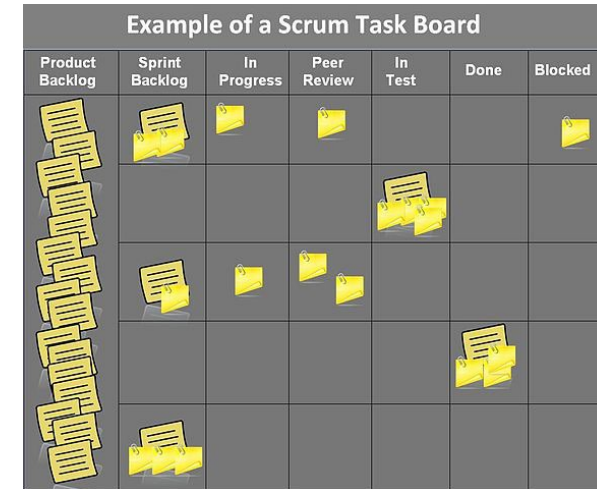 Example of a Scrum Task Board
Product Backlog
Sprint Backlog
In Progress
Peer Review
In Test
Done
Blocked